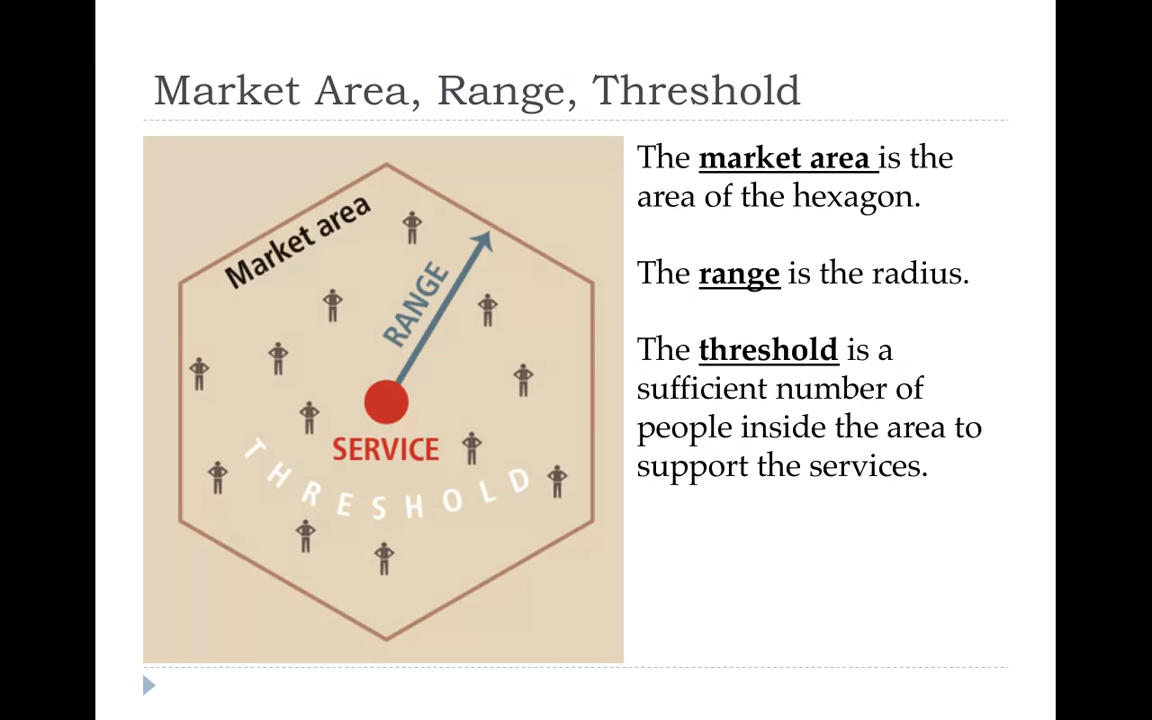 Market Area, Range, Threshold
Market area
RANGE
SERVICE
THRESHOLD
The market area is the
area of the hexagon.
The range is the radius.
The threshold is a
sufficient number of
people inside the area to
support the services.